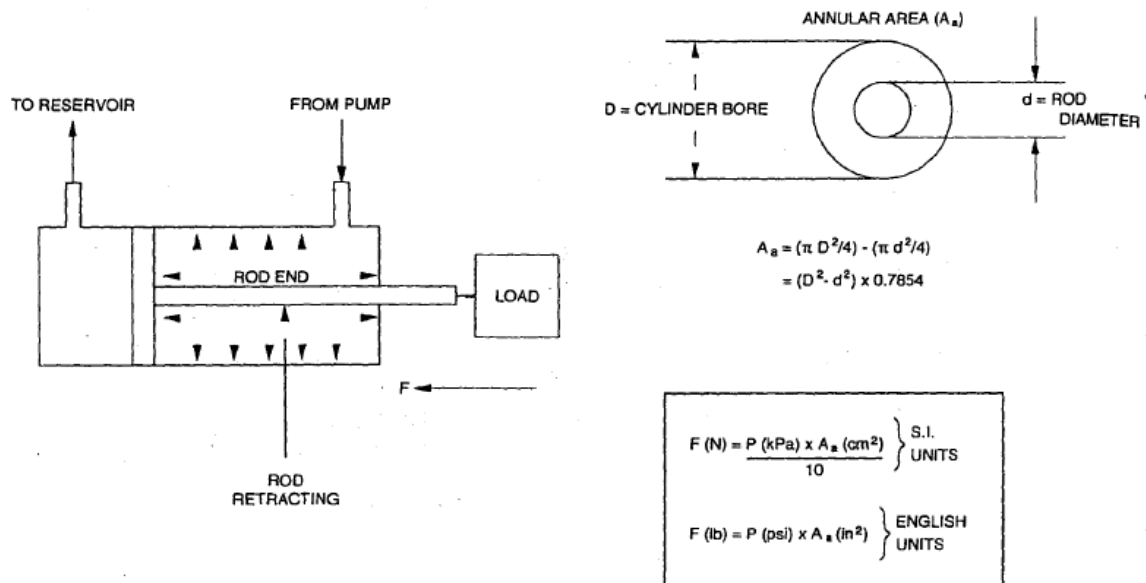 TO RESERVOIR
FROM PUMP
ROD END
LOAD
F
ROD
RETRACTING
ANNULAR AREA (Aₐ)
D = CYLINDER BORE
d = ROD
DIAMETER
Aₐ = (π D²/4) - (π d²/4)
= (D² - d²) x 0.7854
F (N) = P (kPa) x Aₐ (cm²)
10
S.I.
UNITS
F (lb) = P (psi) x Aₐ (in²)
ENGLISH
UNITS